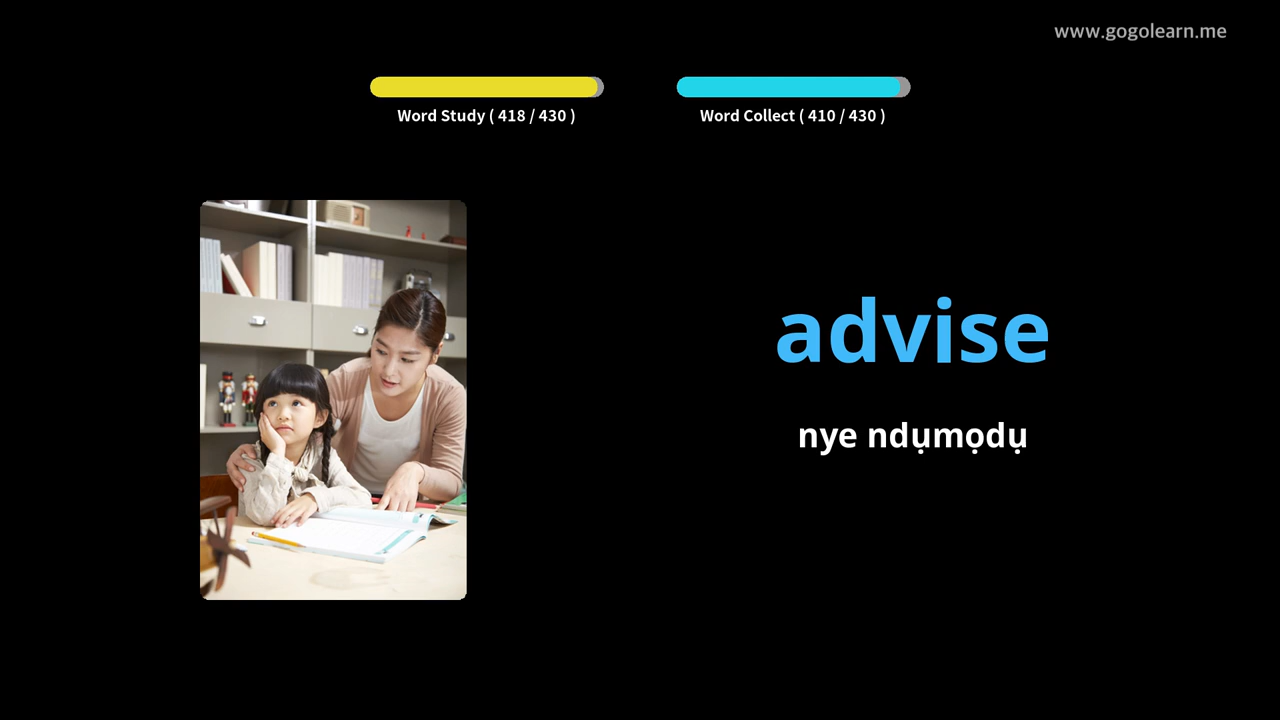 www.gogolearn.me
Word Study ( 418 / 430 )
Word Collect ( 410 / 430 )
advise
nye ndụmọdụ